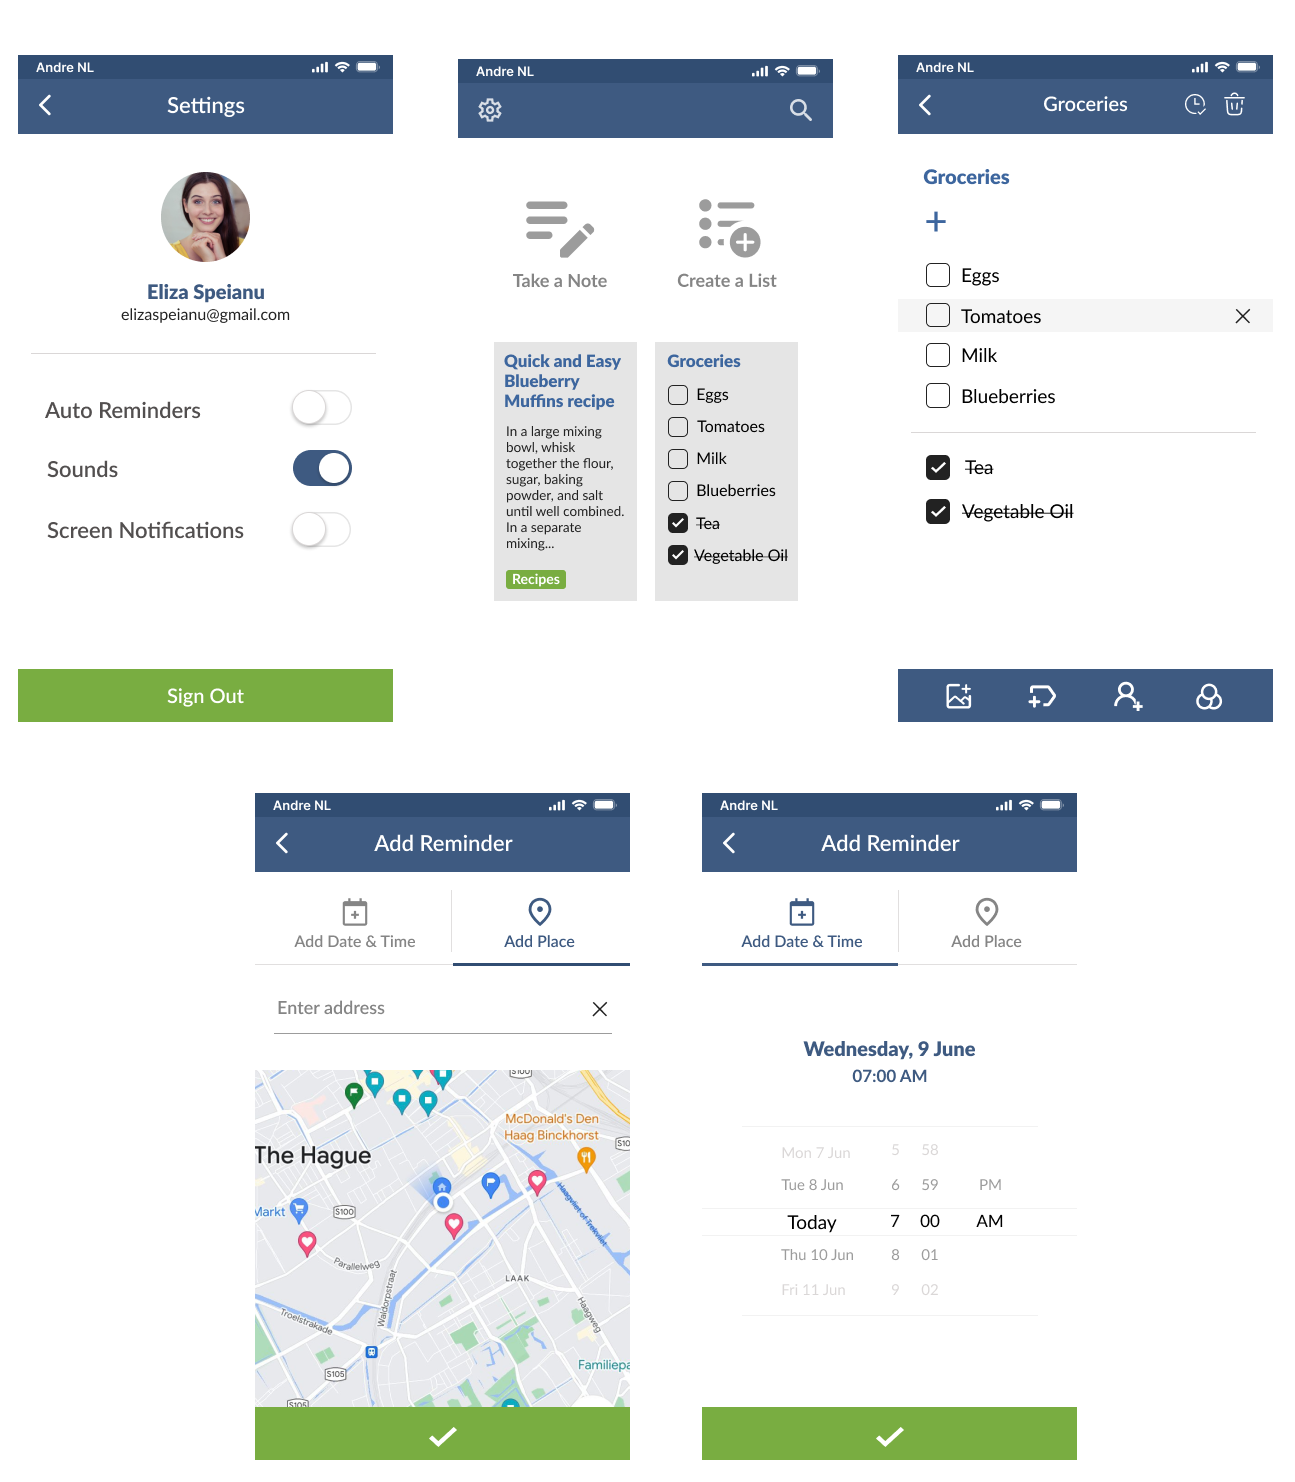 Andre NL
Settings
Eliza Speianu
elizaspeianu@gmail.com
Auto Reminders
Sounds
Screen Notifications
Sign Out
Andre NL
Take a Note
Create a List
Quick and Easy
Blueberry
Muffins recipe
In a large mixing
bowl, whisk
together the flour,
sugar, baking
powder, and salt
until well combined.
In a separate
mixing...
Recipes
Groceries
Eggs
Tomatoes
Milk
Blueberries
Tea
Vegetable Oil
Andre NL
Groceries
Groceries
Eggs
Tomatoes
Milk
Blueberries
Tea
Vegetable Oil
Andre NL
Add Reminder
Add Date & Time
Add Place
Enter address
S100
McDonald's Den
Haag Binckhorst
The Hague
Markt
S100
Haagvliet of Trekvliet
Parallelweg
Waldorpstraat
LAAK
Troelstrakade
Haagweg
S105
Familiepa
S105
Andre NL
Add Reminder
Add Date & Time
Add Place
Wednesday, 9 June
07:00 AM
Mon 7 Jun 5 58
Tue 8 Jun 6 59 PM
Today 7 00 AM
Thu 10 Jun 8 01
Fri 11 Jun 9 02